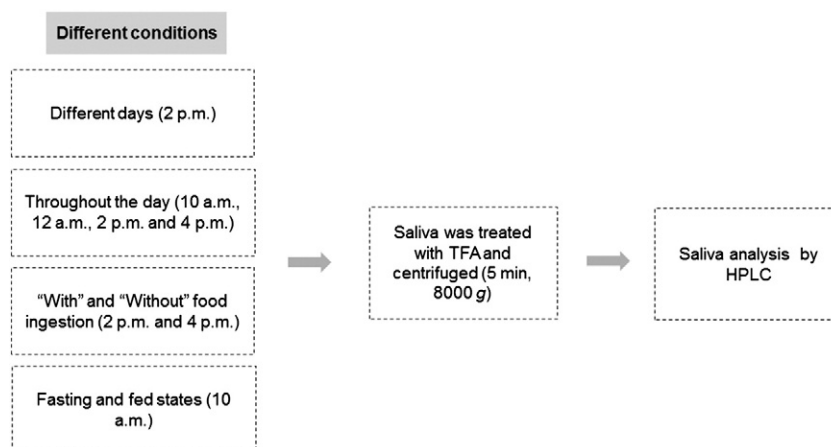 Different conditions
Different days (2 p.m.)
Throughout the day (10 a.m.,
12 a.m., 2 p.m. and 4 p.m.)
“With” and “Without” food
ingestion (2 p.m. and 4 p.m.)
Fasting and fed states (10
a.m.)
Saliva was treated
with TFA and
centrifuged (5 min,
8000 g)
Saliva analysis by
HPLC